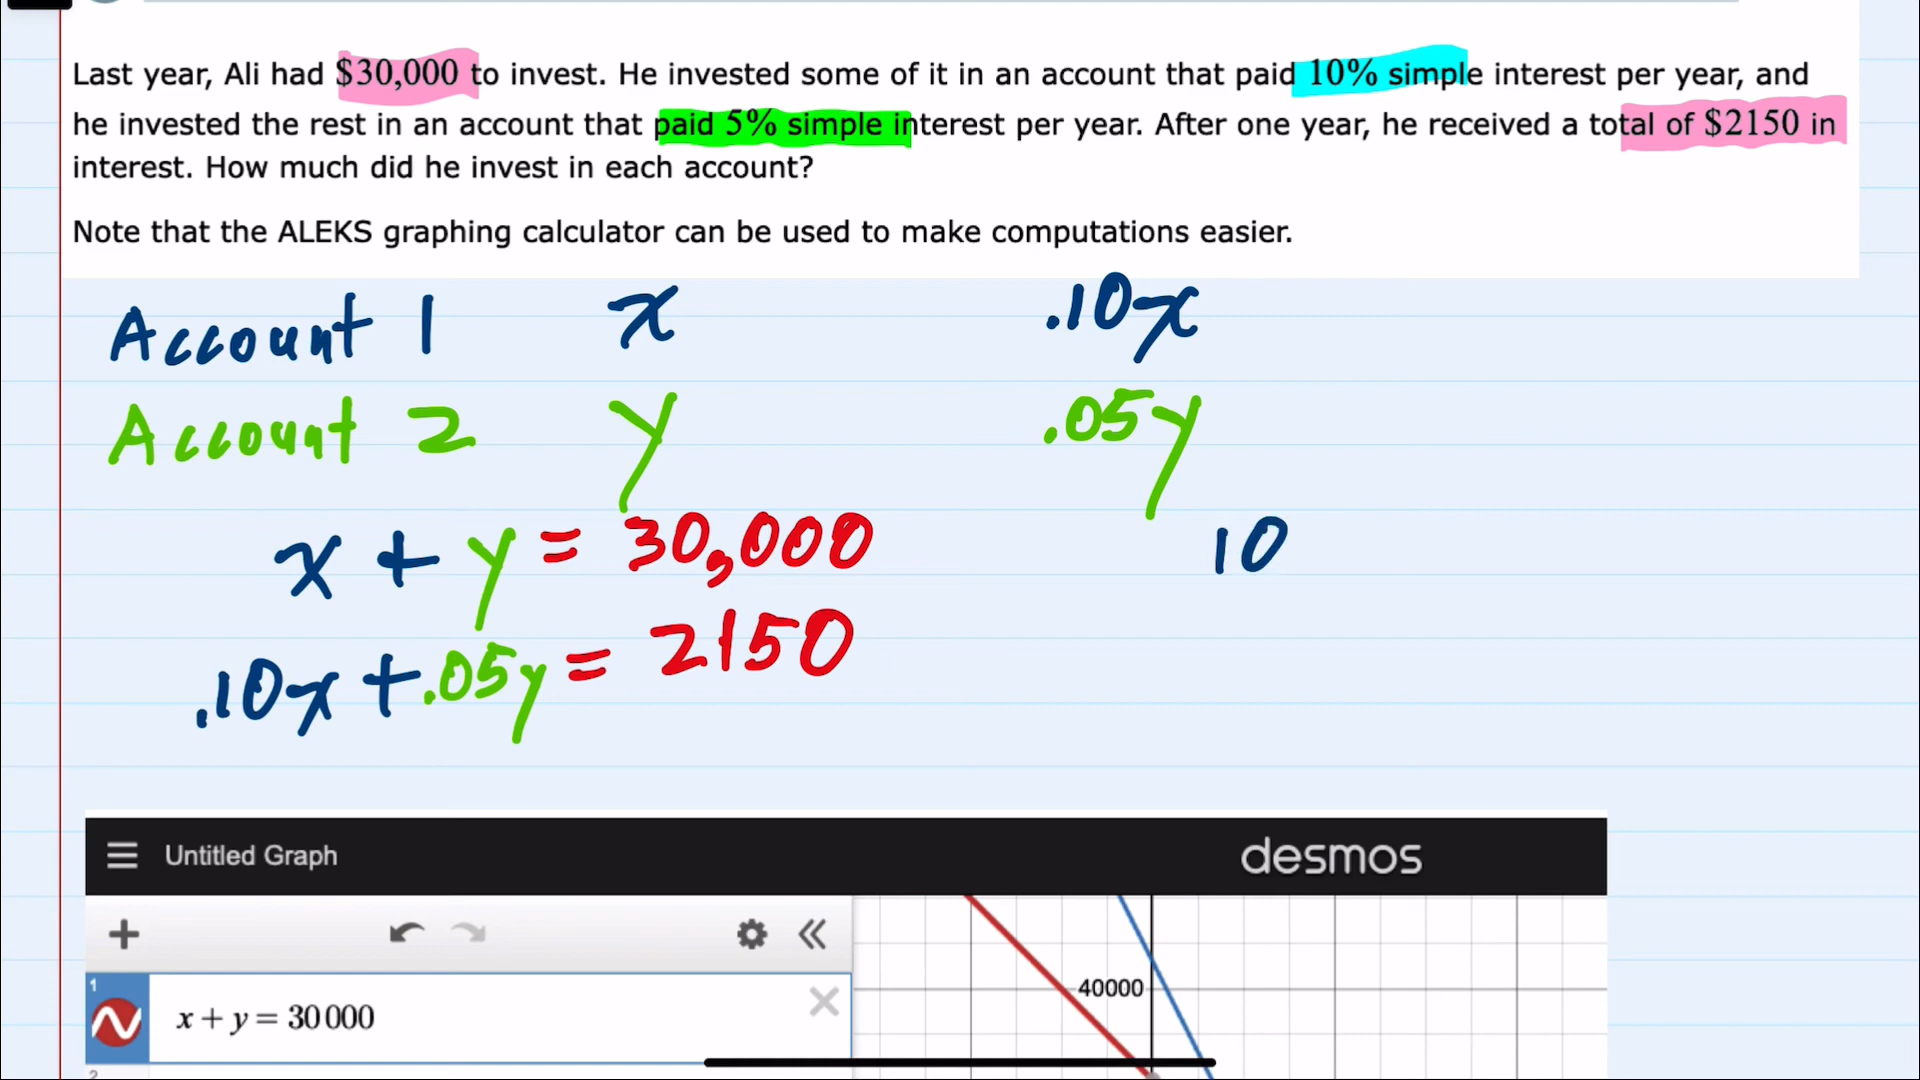 Last year, Ali had $30,000 to invest. He invested some of it in an account that paid 10% simple interest per year, and
he invested the rest in an account that paid 5% simple interest per year. After one year, he received a total of $2150 in
interest. How much did he invest in each account?
Note that the ALEKS graphing calculator can be used to make computations easier.
Account 1 x .10x
Account 2 y .05y
x + y = 30,000 10
.10x + .05y = 2150
Untitled Graph desmos
1
x + y = 30000
40000
2